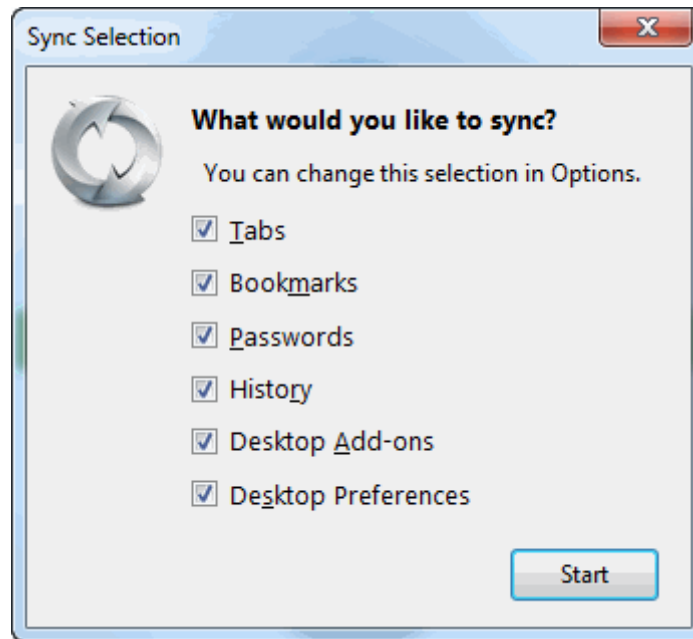 Sync Selection
What would you like to sync?
You can change this selection in Options.
Tabs
Bookmarks
Passwords
History
Desktop Add-ons
Desktop Preferences
Start